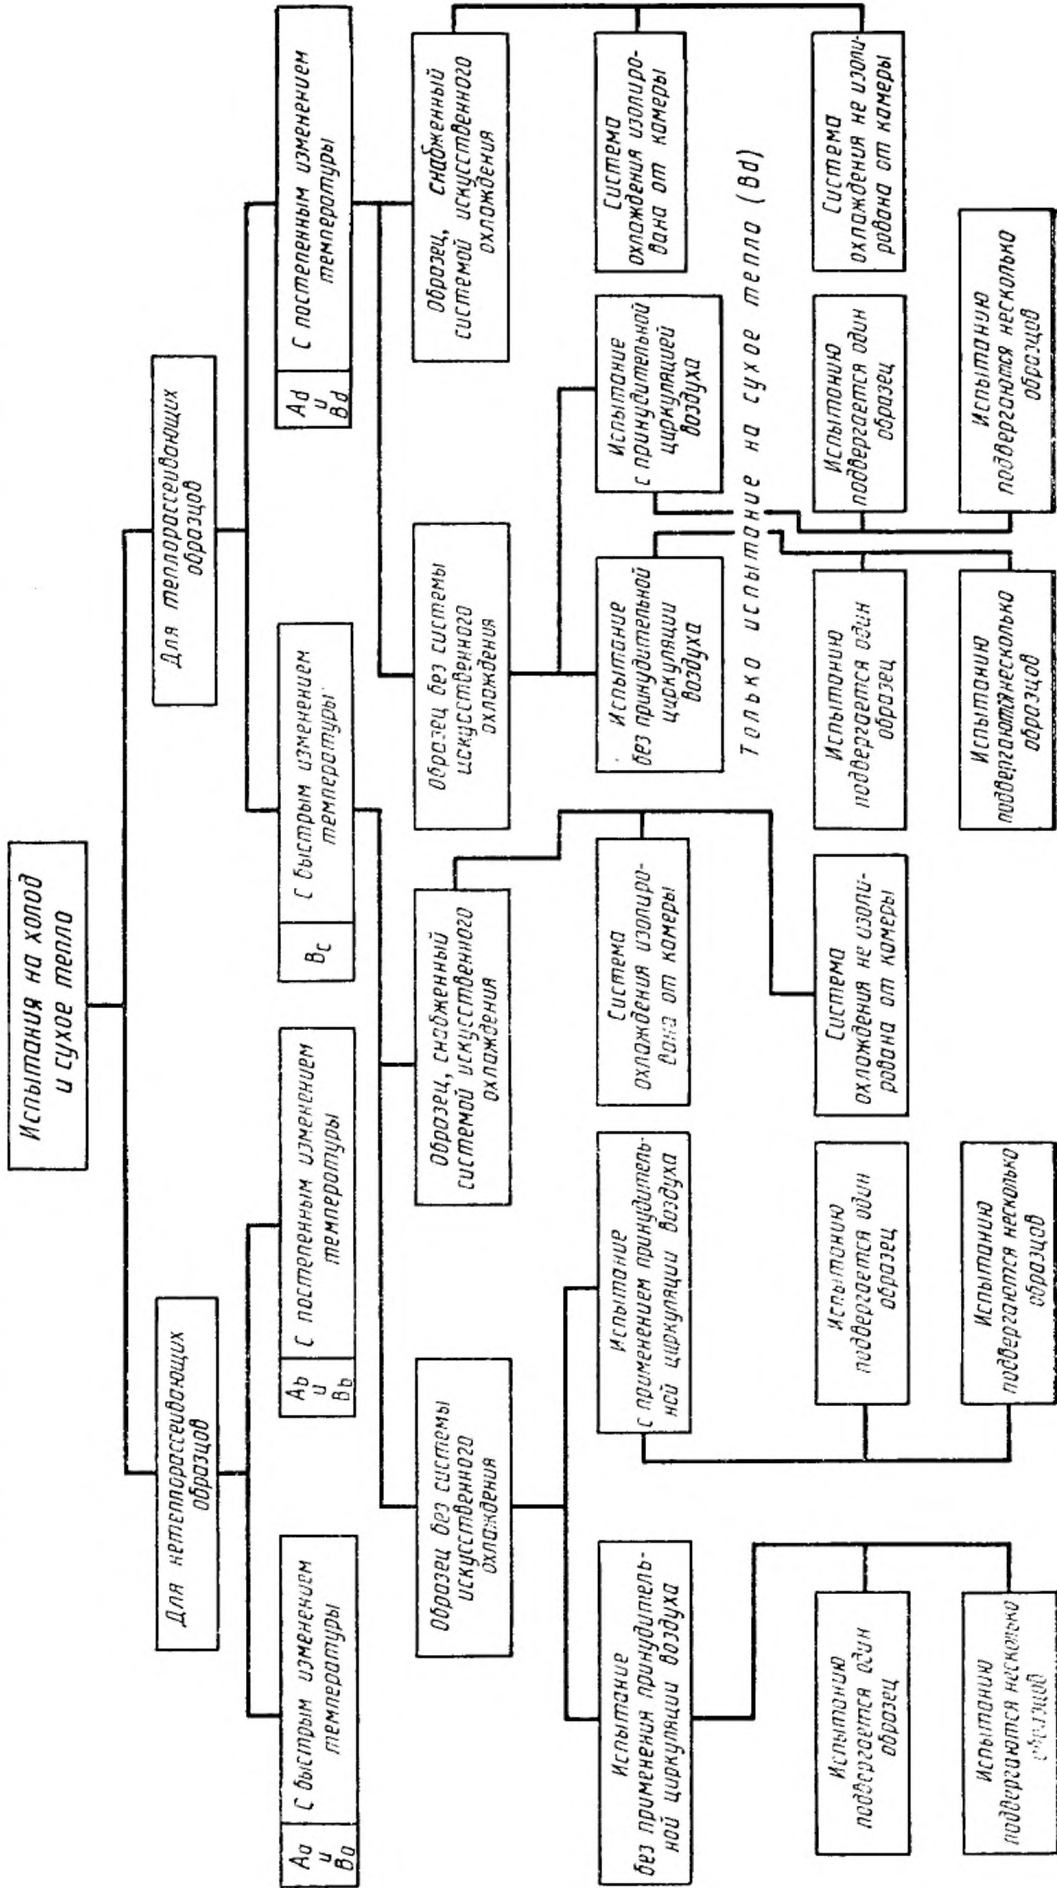 Испытания на холод
и сухое тепло
Для нетеплорассеивающих
образцов
Для теплорассеивающих
образцов
Aa
и
Ba
С быстрым изменением
температуры
Ab
и
Bb
С постепенным изменением
температуры
Bc
С быстрым изменением
температуры
Ad
и
Bd
С постепенным изменением
температуры
Образец без системы
искусственного
охлаждения
Образец, снабженный
системой искусственного
охлаждения
Образец без системы
искусственного
охлаждения
Образец, снабженный
системой искусственного
охлаждения
Испытание
без применения принудитель-
ной циркуляции воздуха
Испытание
с применением принудитель-
ной циркуляции воздуха
Система
охлаждения изолиро-
вана от камеры
Испытание
без принудительной
циркуляции
воздуха
Испытание
с принудительной
циркуляцией
воздуха
Система
охлаждения изолиро-
вана от камеры
Только испытание на сухое тепло (Bd)
Испытанию
подвергается один
образец
Испытанию
подвергается один
образец
Система
охлаждения не изоли-
рована от камеры
Испытанию
подвергается один
образец
Испытанию
подвергается один
образец
Система
охлаждения не изоли-
рована от камеры
Испытанию
подвергаются несколько
образцов
Испытанию
подвергаются несколько
образцов
Испытанию
подвергаются несколько
образцов
Испытанию
подвергаются несколько
образцов